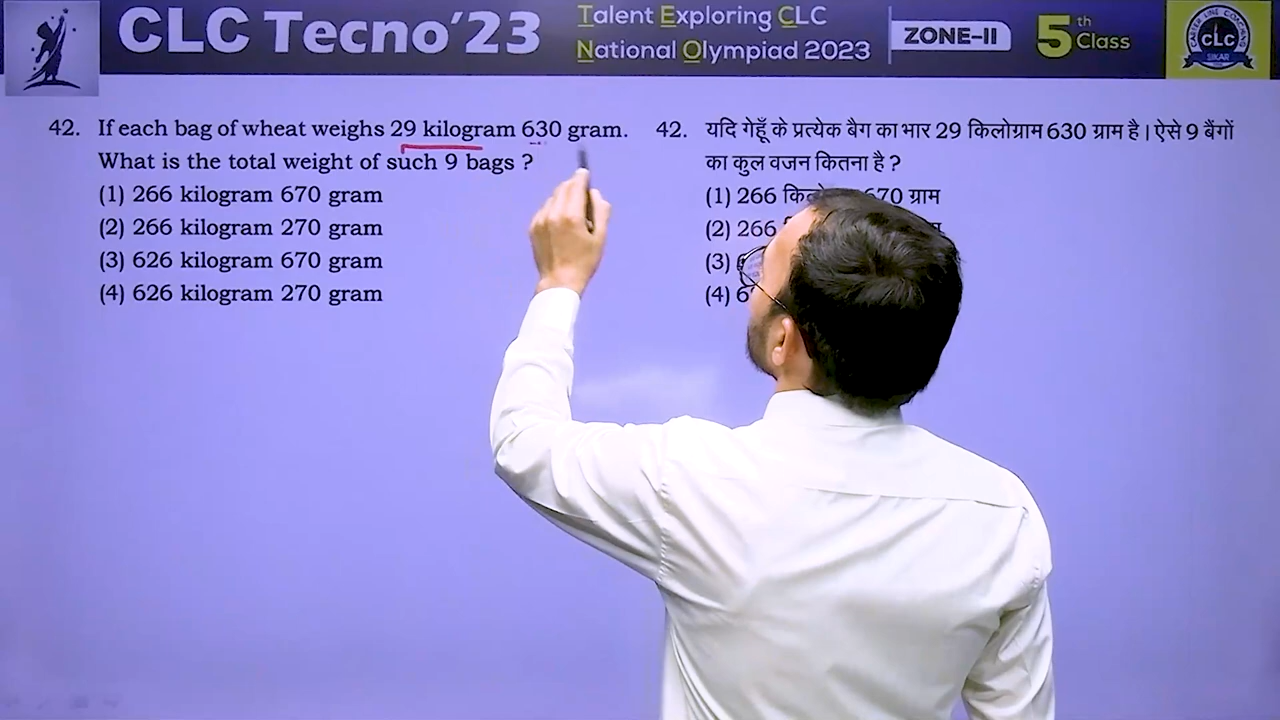 CLC Tecno'23
Talent Exploring CLC
National Olympiad 2023
ZONE-II
5th Class
CAREER LINE COACHING
CLC
SIKAR
42. If each bag of wheat weighs 29 kilogram 630 gram.
What is the total weight of such 9 bags ?
(1) 266 kilogram 670 gram
(2) 266 kilogram 270 gram
(3) 626 kilogram 670 gram
(4) 626 kilogram 270 gram
42. यदि गेहूँ के प्रत्येक बैग का भार 29 किलोग्राम 630 ग्राम है। ऐसे 9 बैंगों
का कुल वजन कितना है ?
(1) 266 670 ग्राम
(2) 266
(3)
(4)